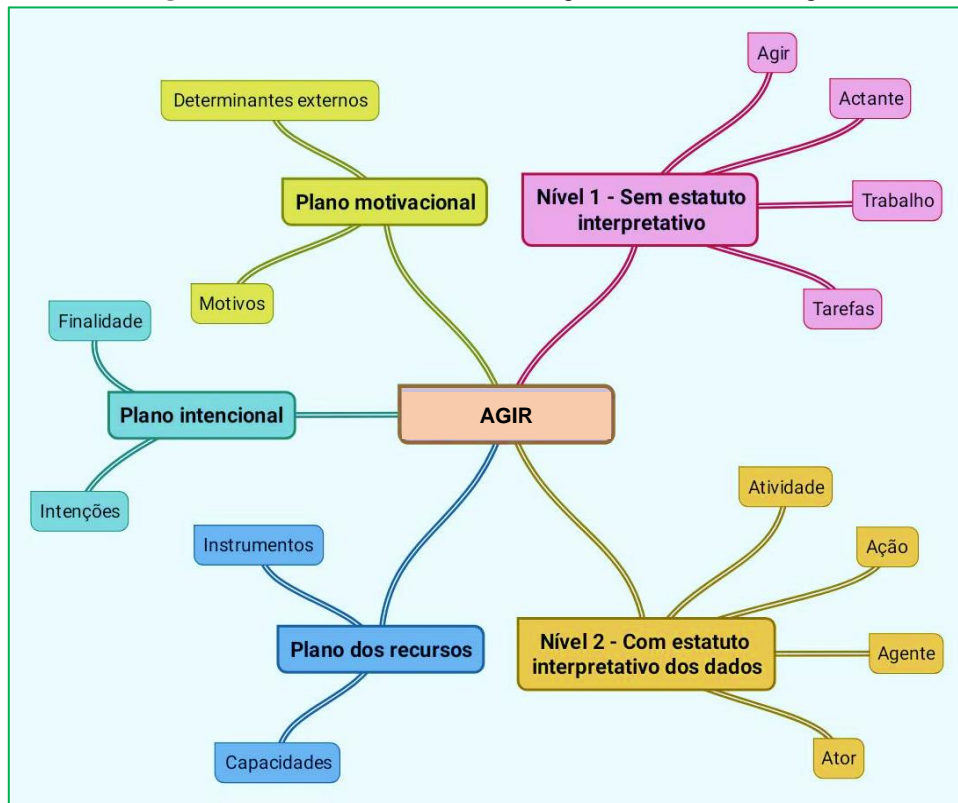 Determinantes externos
Plano motivacional
Motivos
Finalidade
Plano intencional
Intenções
Instrumentos
Plano dos recursos
Capacidades
AGIR
Agir
Actante
Nível 1 - Sem estatuto
interpretativo
Trabalho
Tarefas
Atividade
Ação
Nível 2 - Com estatuto
interpretativo dos dados
Agente
Ator